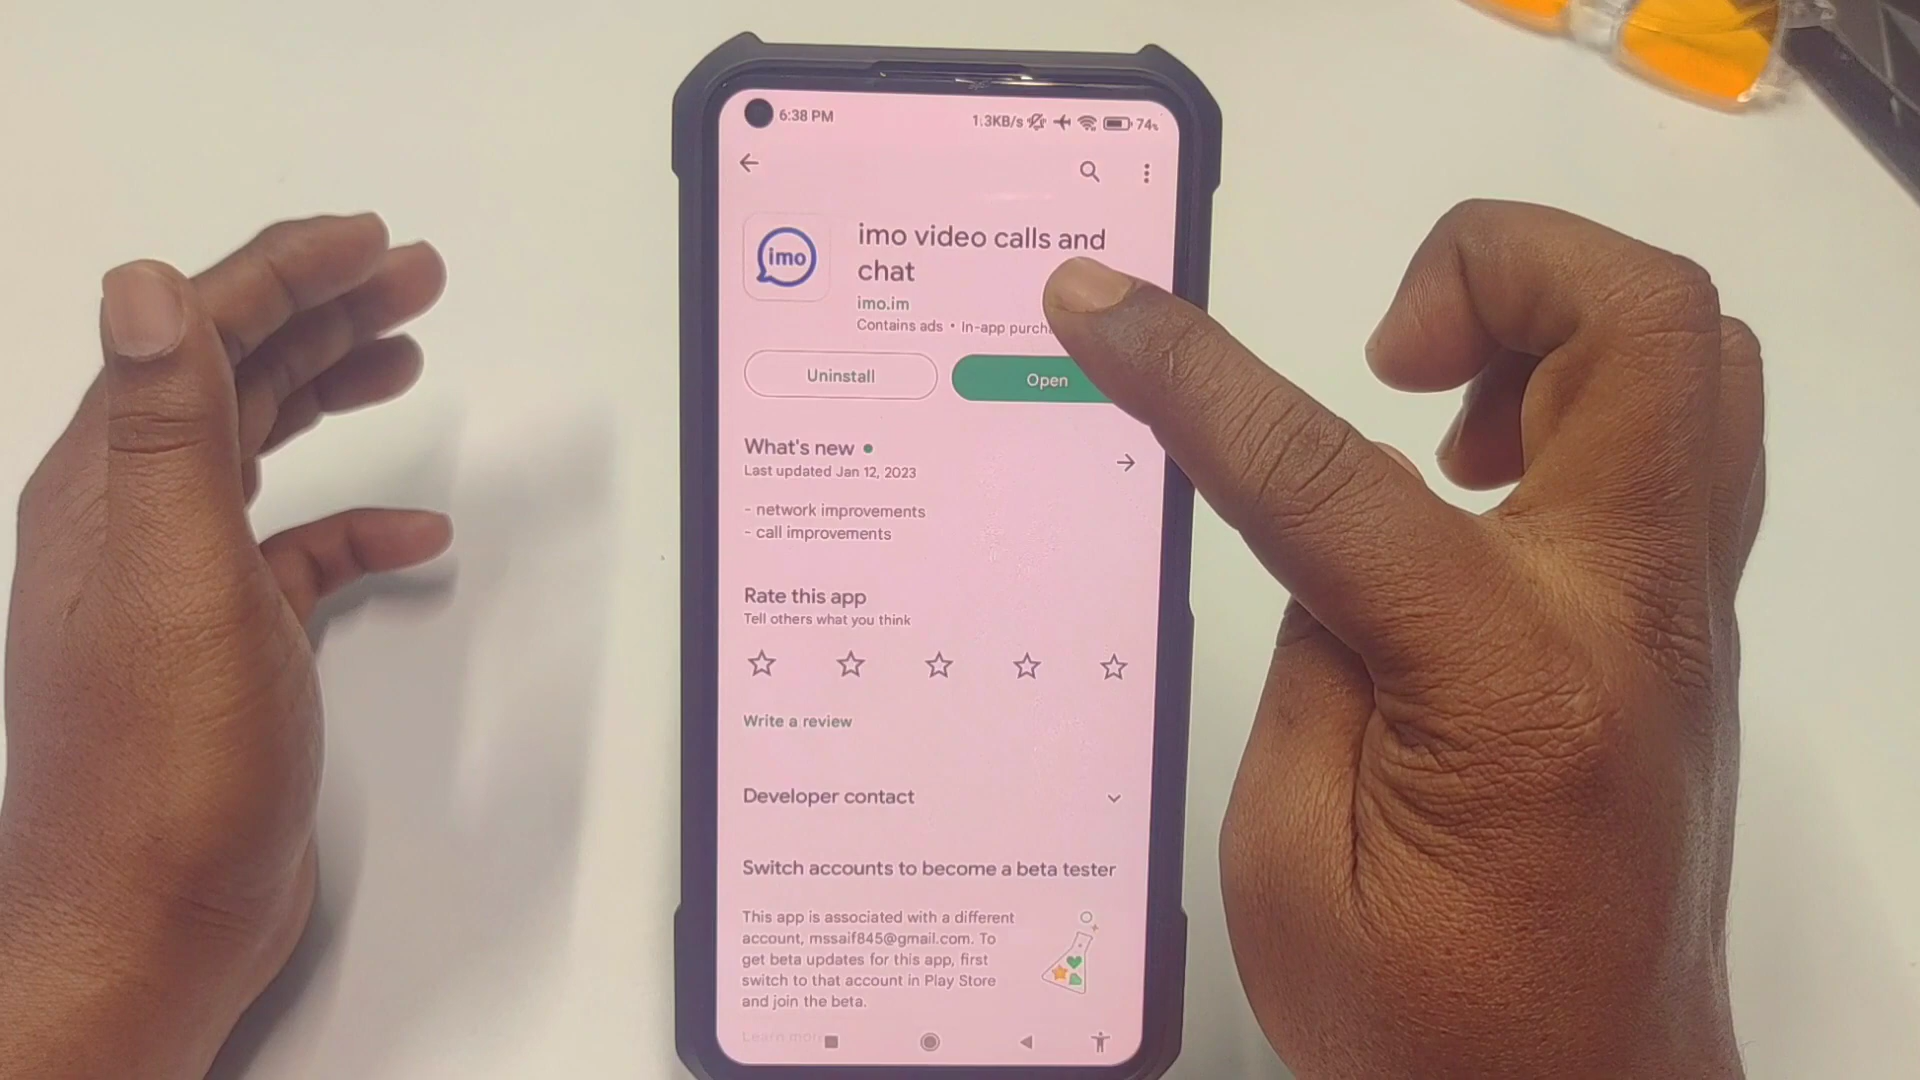 6:38 PM
1.3KB/s 74%
imo
imo video calls and
chat
imo.im
Contains ads • In-app purch
Uninstall
Open
What's new
Last updated Jan 12, 2023
- network improvements
- call improvements
Rate this app
Tell others what you think
Write a review
Developer contact
Switch accounts to become a beta tester
This app is associated with a different
account, mssaif845@gmail.com. To
get beta updates for this app, first
switch to that account in Play Store
and join the beta.
Learn more